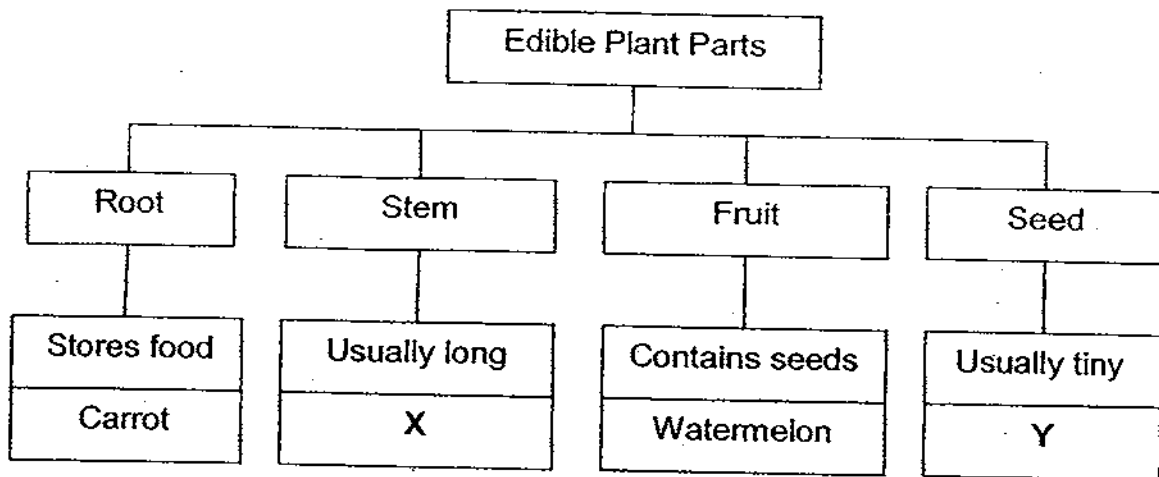 Edible Plant Parts
Root
Stem
Fruit
Seed
Stores food
Usually long
Contains seeds
Usually tiny
Carrot
X
Watermelon
Y